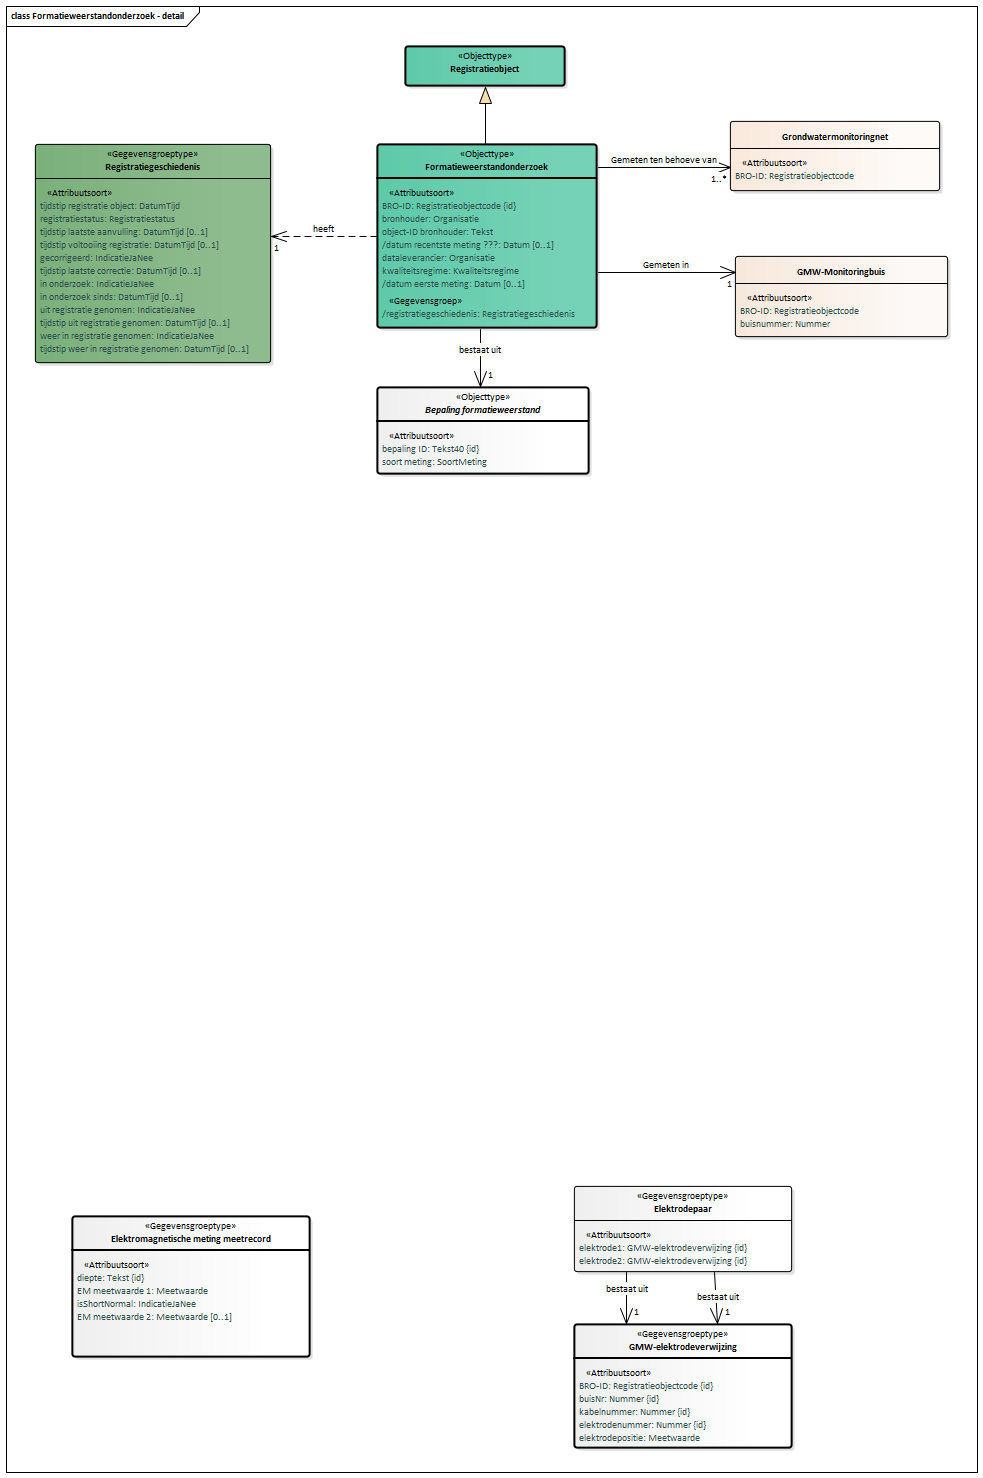 class Formatieweerstandonderzoek - detail
«Objecttype»
Registratieobject
«Gegevensgroeptype»
Registratiegeschiedenis
«Attribuutsoort»
tijdstip registratie object: DatumTijd
registratiestatus: Registratiestatus
tijdstip laatste aanvulling: DatumTijd [0..1]
tijdstip voltooiing registratie: DatumTijd [0..1]
gecorrigeerd: IndicatieJaNee
tijdstip laatste correctie: DatumTijd [0..1]
in onderzoek: IndicatieJaNee
in onderzoek sinds: DatumTijd [0..1]
uit registratie genomen: IndicatieJaNee
tijdstip uit registratie genomen: DatumTijd [0..1]
weer in registratie genomen: IndicatieJaNee
tijdstip weer in registratie genomen: DatumTijd [0..1]
heeft
1
«Objecttype»
Formatieweerstandonderzoek
«Attribuutsoort»
BRO-ID: Registratieobjectcode {id}
bronhouder: Organisatie
object-ID bronhouder: Tekst
/datum recentste meting ???: Datum [0..1]
dataleverancier: Organisatie
kwaliteitsregime: Kwaliteitsregime
/datum eerste meting: Datum [0..1]
«Gegevensgroep»
/registratiegeschiedenis: Registratiegeschiedenis
Gemeten ten behoeve van
1..*
Grondwatermonitoringnet
«Attribuutsoort»
BRO-ID: Registratieobjectcode
Gemeten in
1
GMW-Monitoringbuis
«Attribuutsoort»
BRO-ID: Registratieobjectcode
buisnummer: Nummer
bestaat uit
1
«Objecttype»
Bepaling formatieweerstand
«Attribuutsoort»
bepaling ID: Tekst40 {id}
soort meting: SoortMeting
«Gegevensgroeptype»
Elektromagnetische meting meetrecord
«Attribuutsoort»
diepte: Tekst {id}
EM meetwaarde 1: Meetwaarde
isShortNormal: IndicatieJaNee
EM meetwaarde 2: Meetwaarde [0..1]
«Gegevensgroeptype»
Elektrodepaar
«Attribuutsoort»
elektrode1: GMW-elektrodeverwijzing {id}
elektrode2: GMW-elektrodeverwijzing {id}
bestaat uit
1
bestaat uit
1
«Gegevensgroeptype»
GMW-elektrodeverwijzing
«Attribuutsoort»
BRO-ID: Registratieobjectcode {id}
buisNr: Nummer {id}
kabelnummer: Nummer {id}
elektrodenummer: Nummer {id}
elektrodepositie: Meetwaarde